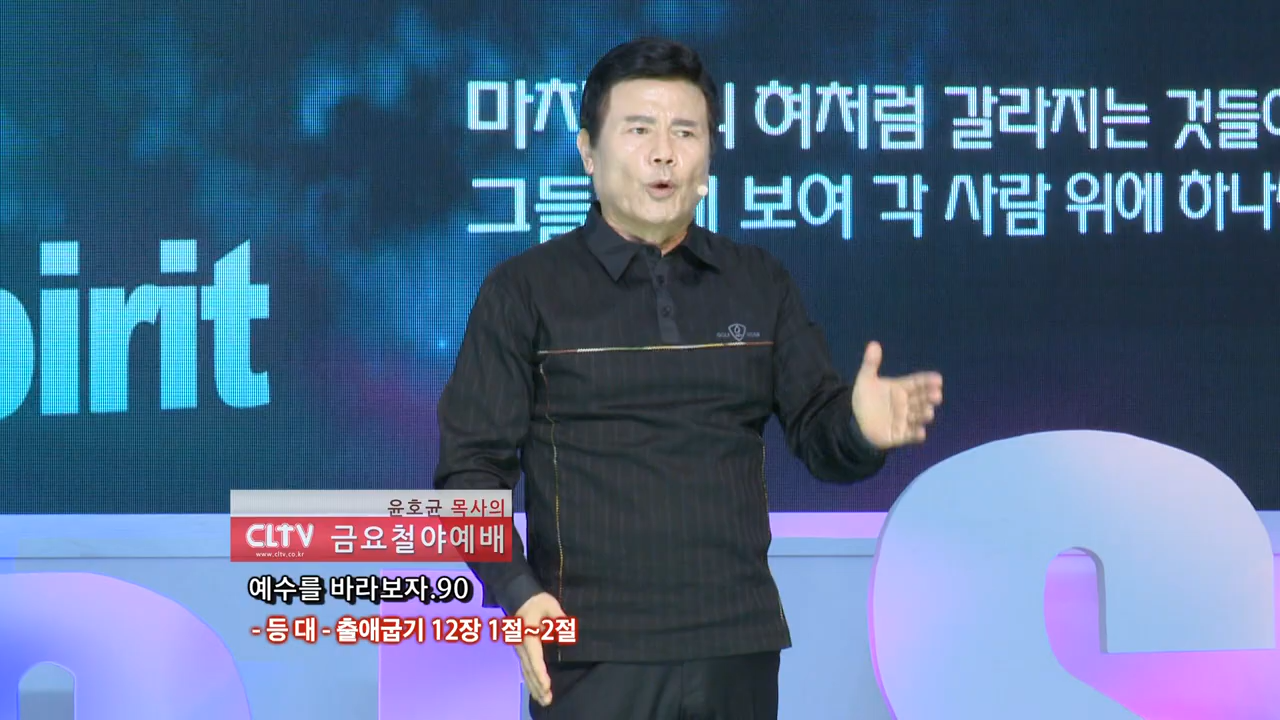 마치 혀처럼 갈라지는 것들이
그들에게 보여 각 사람 위에 하나
pirit
윤호균 목사의
CLTV
www.cltv.co.kr
금요철야예배
예수를 바라보자.90
- 등 대 - 출애굽기 12장 1절~2절